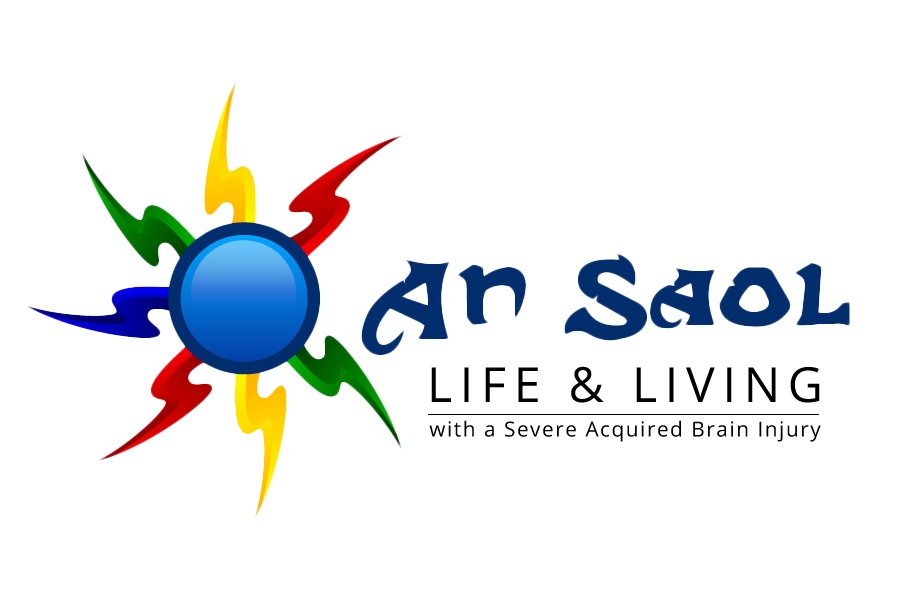 An Saol
LIFE & LIVING
with a Severe Acquired Brain Injury